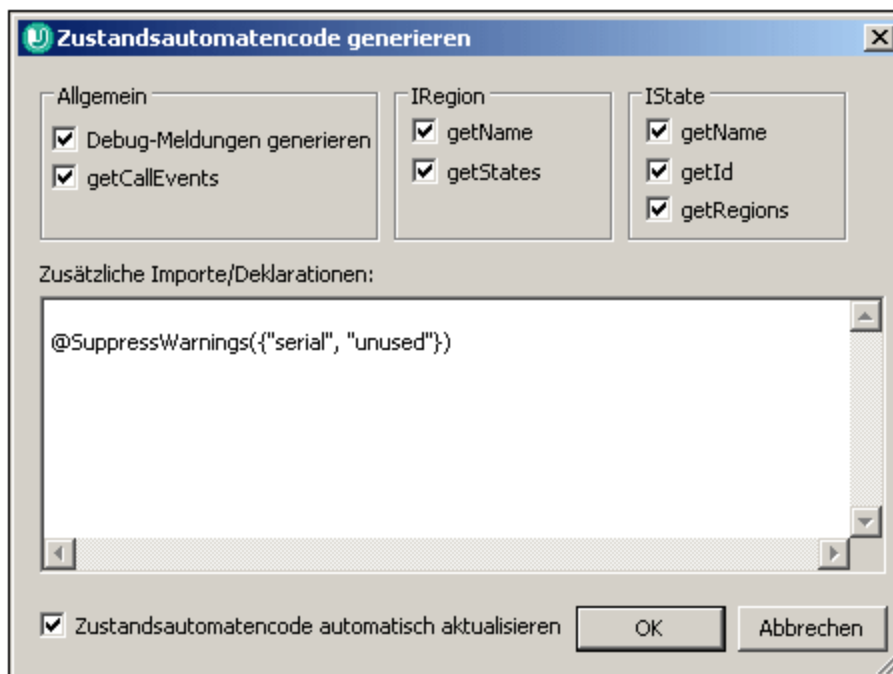 Zustandsautomatencode generieren
Allgemein
Debug-Meldungen generieren
getCallEvents
IRegion
getName
getStates
IState
getName
getId
getRegions
Zusätzliche Importe/Deklarationen:
@SuppressWarnings({"serial", "unused"})
Zustandsautomatencode automatisch aktualisieren
OK
Abbrechen